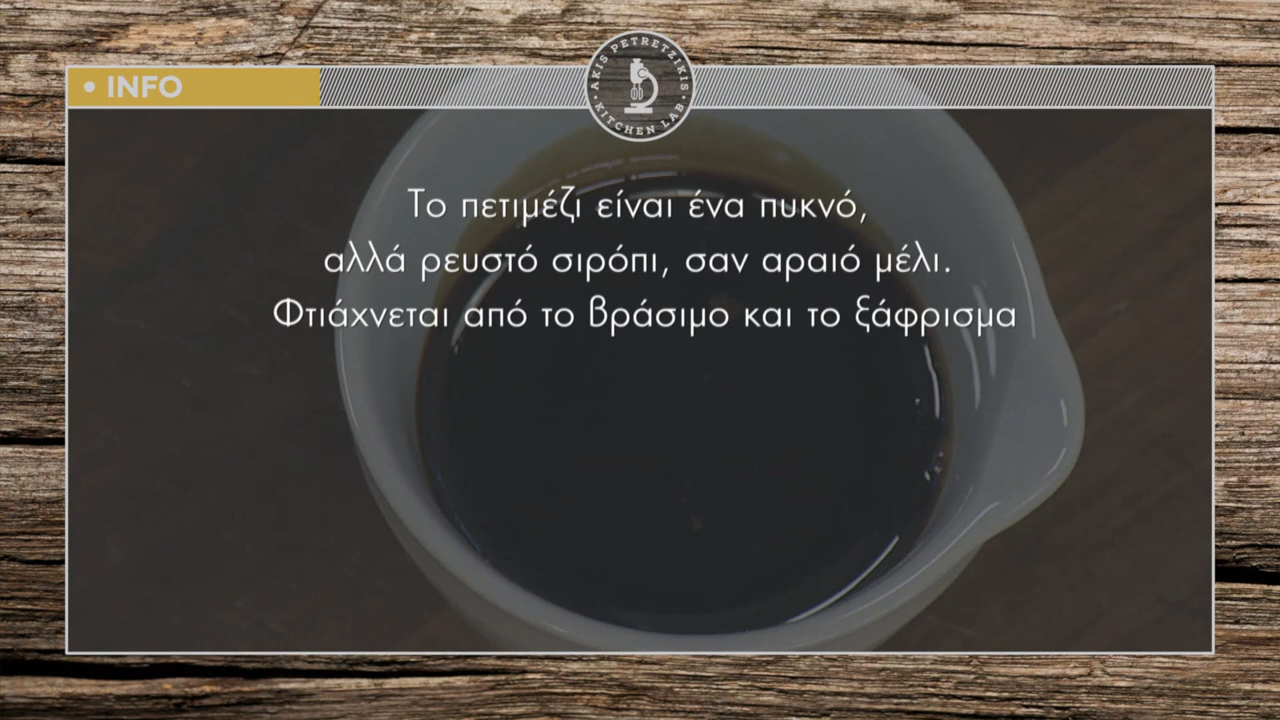 • INFO
AKIS PETRETZIKIS
• KITCHEN LAB •
Το πετιμέζι είναι ένα πυκνό,
αλλά ρευστό σιρόπι, σαν αραιό μέλι.
Φτιάχνεται από το βράσιμο και το ξάφρισμα